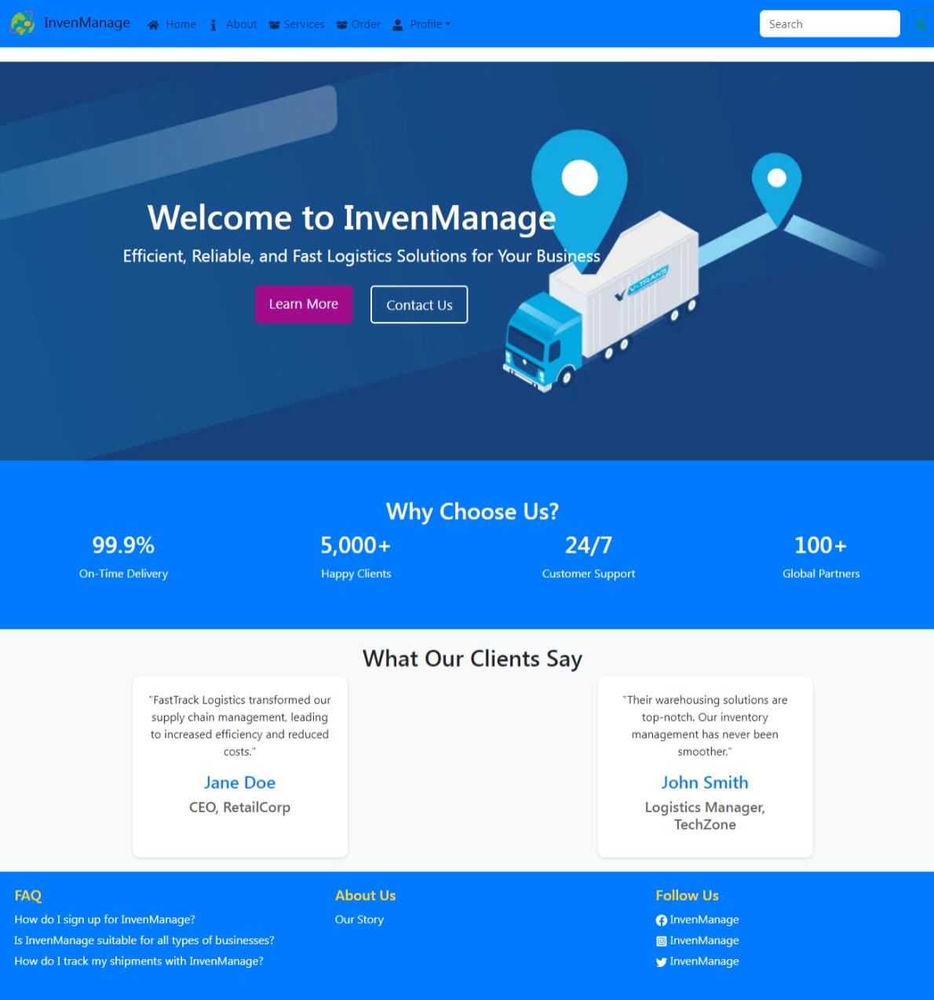 InvenManage Home About Services Order Profile Search
Welcome to InvenManage
Efficient, Reliable, and Fast Logistics Solutions for Your Business
Learn More Contact Us
V-TRANS
Why Choose Us?
99.9% 5,000+ 24/7 100+
On-Time Delivery Happy Clients Customer Support Global Partners
What Our Clients Say
"FastTrack Logistics transformed our
supply chain management, leading
to increased efficiency and reduced
costs."
Jane Doe
CEO, RetailCorp
"Their warehousing solutions are
top-notch. Our inventory
management has never been
smoother."
John Smith
Logistics Manager,
TechZone
FAQ
How do I sign up for InvenManage?
Is InvenManage suitable for all types of businesses?
How do I track my shipments with InvenManage?
About Us
Our Story
Follow Us
InvenManage
InvenManage
InvenManage